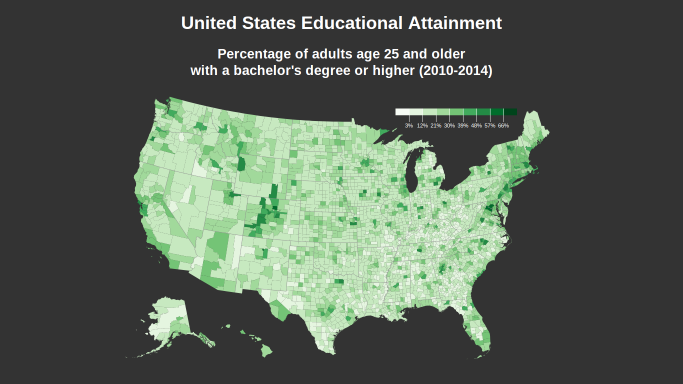 United States Educational Attainment
Percentage of adults age 25 and older
with a bachelor's degree or higher (2010-2014)
3% 12% 21% 30% 39% 48% 57% 66%